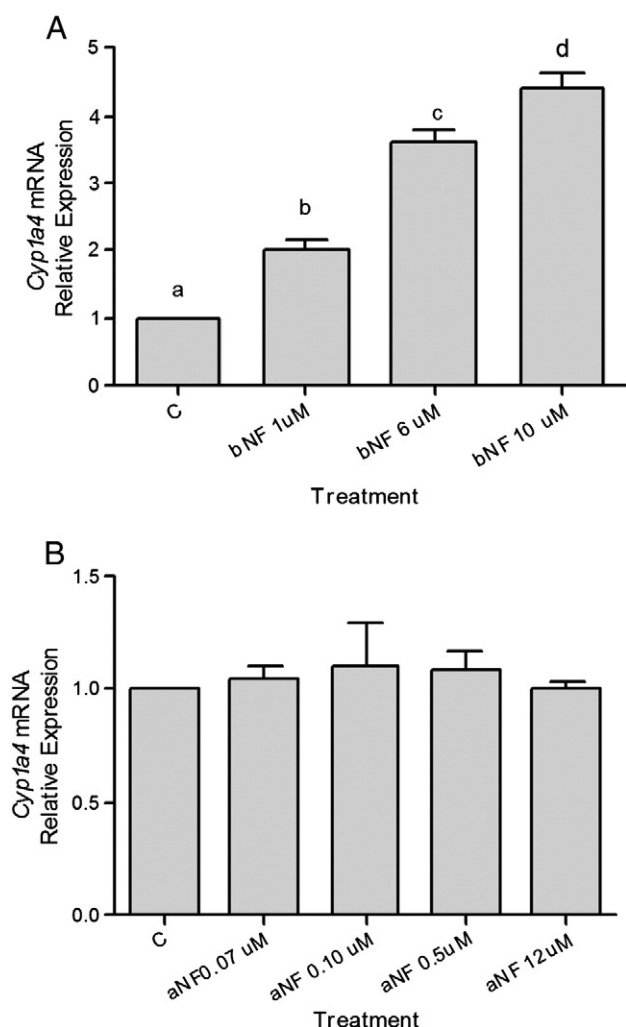 A
Cyp1a4 mRNA
Relative Expression
5
4
3
2
1
0
a
b
c
d
C
bNF 1uM
bNF 6 uM
bNF 10 uM
Treatment
B
Cyp1a4 mRNA
Relative Expression
1.5
1.0
0.5
0.0
C
aNF0.07 uM
aNF 0.10 uM
aNF 0.5uM
aNF 12uM
Treatment